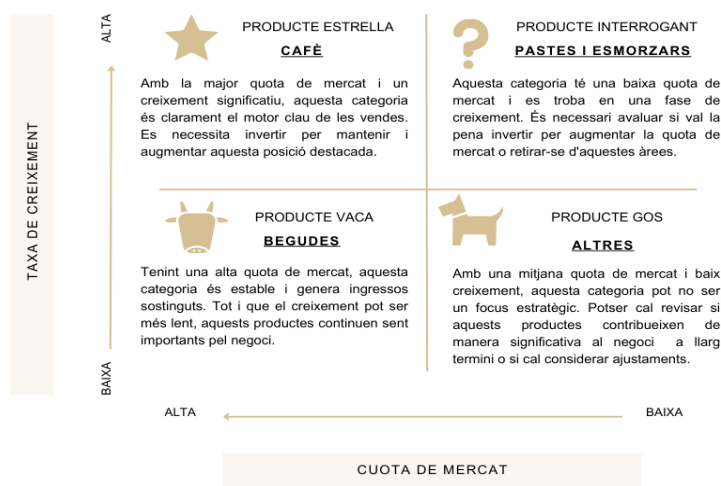 ALTA
TAXA DE CREIXEMENT
BAIXA
PRODUCTE ESTRELLA
CAFÈ
Amb la major quota de mercat i un
creixement significatiu, aquesta categoria
és clarament el motor clau de les vendes.
Es necessita invertir per mantenir i
augmentar aquesta posició destacada.
PRODUCTE INTERROGANT
PASTES I ESMORZARS
Aquesta categoria té una baixa quota de
mercat i es troba en una fase de
creixement. És necessari avaluar si val la
pena invertir per augmentar la quota de
mercat o retirar-se d'aquestes àrees.
PRODUCTE VACA
BEGUDES
Tenint una alta quota de mercat, aquesta
categoria és estable i genera ingressos
sostinguts. Tot i que el creixement pot ser
més lent, aquests productes continuen sent
importants pel negoci.
PRODUCTE GOS
ALTRES
Amb una mitjana quota de mercat i baix
creixement, aquesta categoria pot no ser
un focus estratègic. Potser cal revisar si
aquests productes contribueixen de
manera significativa al negoci a llarg
termini o si cal considerar ajustaments.
ALTA
BAIXA
CUOTA DE MERCAT